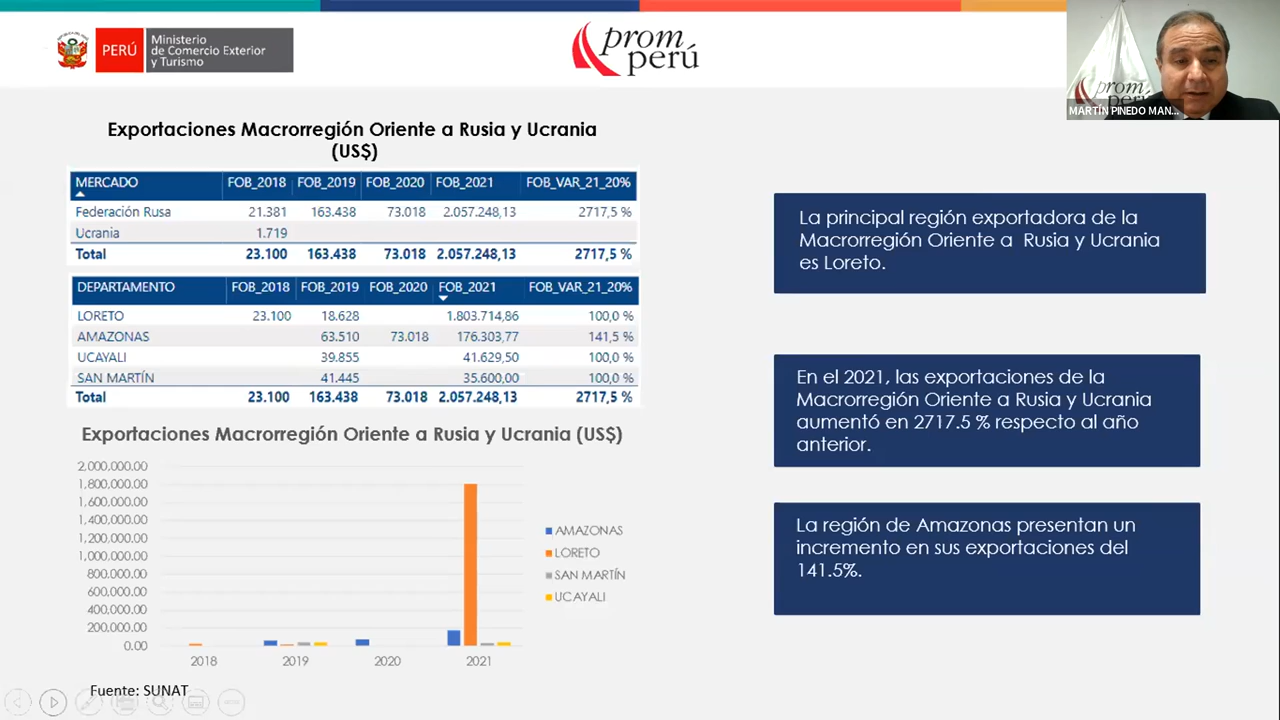 PERÚ
Ministerio
de Comercio Exterior
y Turismo
prom
perú
prom
perú
MARTÍN PINEDO MAN...
Exportaciones Macrorregión Oriente a Rusia y Ucrania
(US$)
MERCADO FOB_2018 FOB_2019 FOB_2020 FOB_2021 FOB_VAR_21_20%
Federación Rusa 21.381 163.438 73.018 2.057.248,13 2717,5 %
Ucrania 1.719
Total 23.100 163.438 73.018 2.057.248,13 2717,5 %
DEPARTAMENTO FOB_2018 FOB_2019 FOB_2020 FOB_2021 FOB_VAR_21_20%
LORETO 23.100 18.628 1.803.714,86 100,0 %
AMAZONAS 63.510 73.018 176.303,77 141,5 %
UCAYALI 39.855 41.629,50 100,0 %
SAN MARTÍN 41.445 35.600,00 100,0 %
Total 23.100 163.438 73.018 2.057.248,13 2717,5 %
Exportaciones Macrorregión Oriente a Rusia y Ucrania (US$)
2,000,000.00
1,800,000.00
1,600,000.00
1,400,000.00
1,200,000.00
1,000,000.00
800,000.00
600,000.00
400,000.00
200,000.00
0.00
2018 2019 2020 2021
AMAZONAS
LORETO
SAN MARTÍN
UCAYALI
Fuente: SUNAT
La principal región exportadora de la
Macrorregión Oriente a Rusia y Ucrania
es Loreto.
En el 2021, las exportaciones de la
Macrorregión Oriente a Rusia y Ucrania
aumentó en 2717.5 % respecto al año
anterior.
La región de Amazonas presentan un
incremento en sus exportaciones del
141.5%.